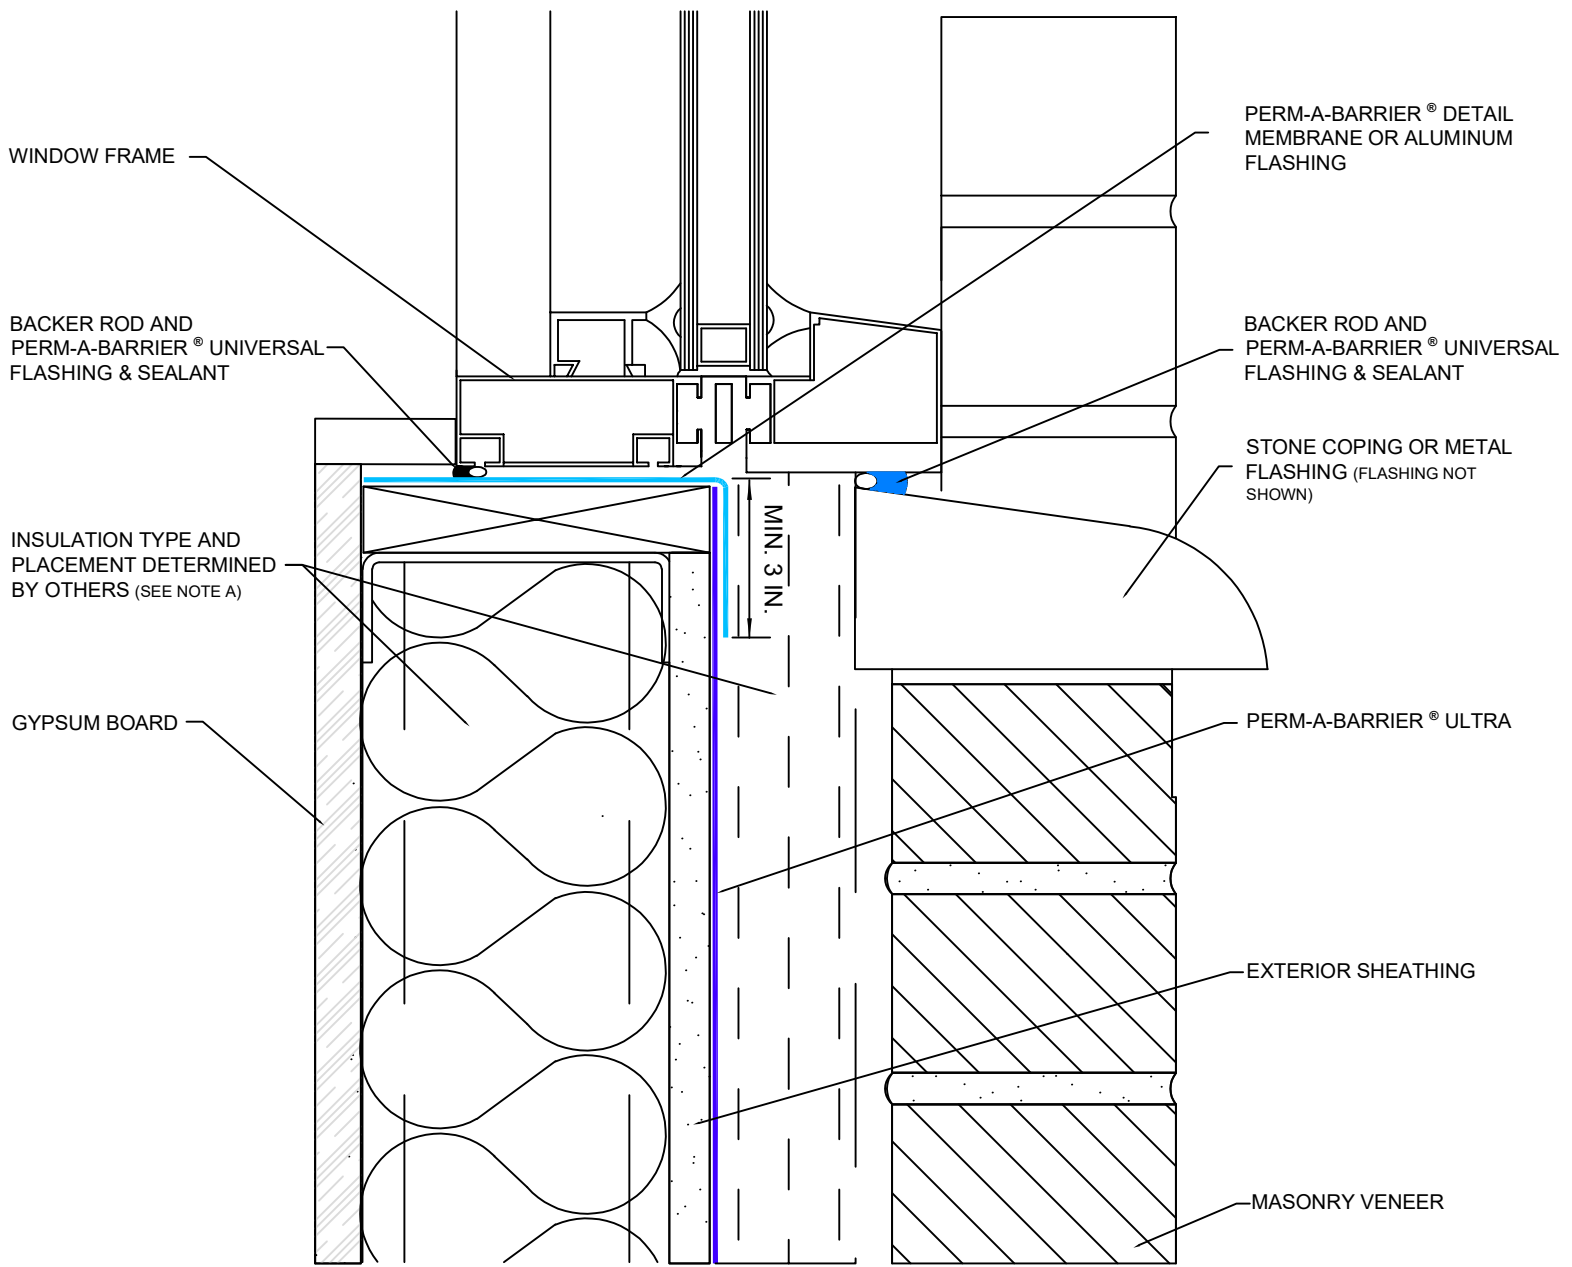 PERM-A-BARRIER ® DETAIL
MEMBRANE OR ALUMINUM
FLASHING
WINDOW FRAME
BACKER ROD AND
PERM-A-BARRIER ® UNIVERSAL
FLASHING & SEALANT
BACKER ROD AND
PERM-A-BARRIER ® UNIVERSAL
FLASHING & SEALANT
STONE COPING OR METAL
FLASHING (FLASHING NOT
SHOWN)
MIN. 3 IN.
INSULATION TYPE AND
PLACEMENT DETERMINED
BY OTHERS (SEE NOTE A)
GYPSUM BOARD
PERM-A-BARRIER ® ULTRA
EXTERIOR SHEATHING
MASONRY VENEER